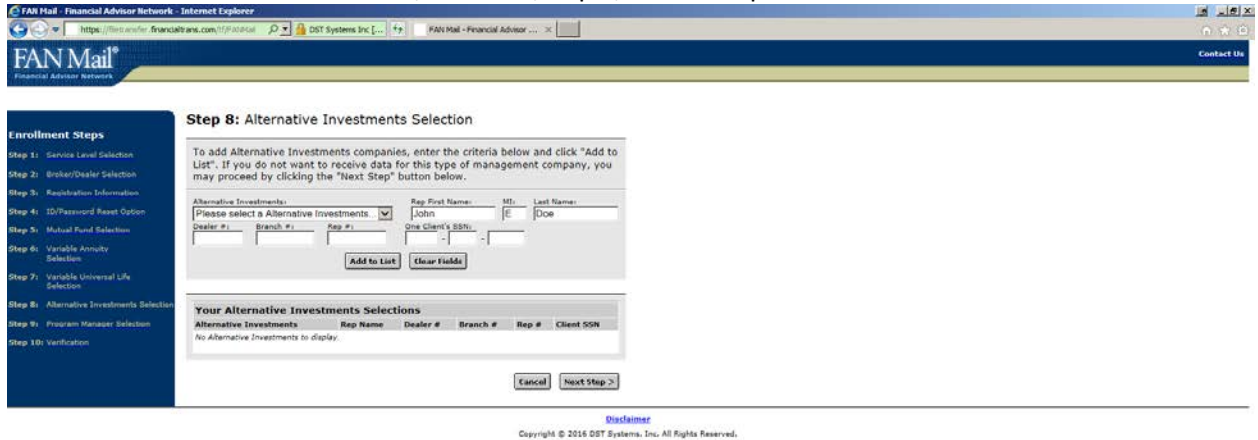 FAN Mail - Financial Advisor Network - Internet Explorer
financialtrans.com/tf/FANMail DST Systems Inc [... FAN Mail - Financial Advisor ...
FAN Mail®
Financial Advisor Network
Contact Us
Enrollment Steps
Step 1: Service Level Selection
Step 2: Broker/Dealer Selection
Step 3: Registration Information
Step 4: ID/Password Reset Option
Step 5: Mutual Fund Selection
Step 6: Variable Annuity
Selection
Step 7: Variable Universal Life
Selection
Step 8: Alternative Investments Selection
Step 9: Program Manager Selection
Step 10: Verification
Step 8: Alternative Investments Selection
To add Alternative Investments companies, enter the criteria below and click "Add to
List". If you do not want to receive data for this type of management company, you
may proceed by clicking the "Next Step" button below.
Alternative Investments: Rep First Name: MI: Last Name:
Please select a Alternative Investments... John E Doe
Dealer #: Branch #: Rep #: One Client's SSN:
- -
Add to List Clear Fields
Your Alternative Investments Selections
Alternative Investments Rep Name Dealer # Branch # Rep # Client SSN
No Alternative Investments to display.
Cancel Next Step >
Disclaimer
Copyright © 2016 DST Systems, Inc. All Rights Reserved.